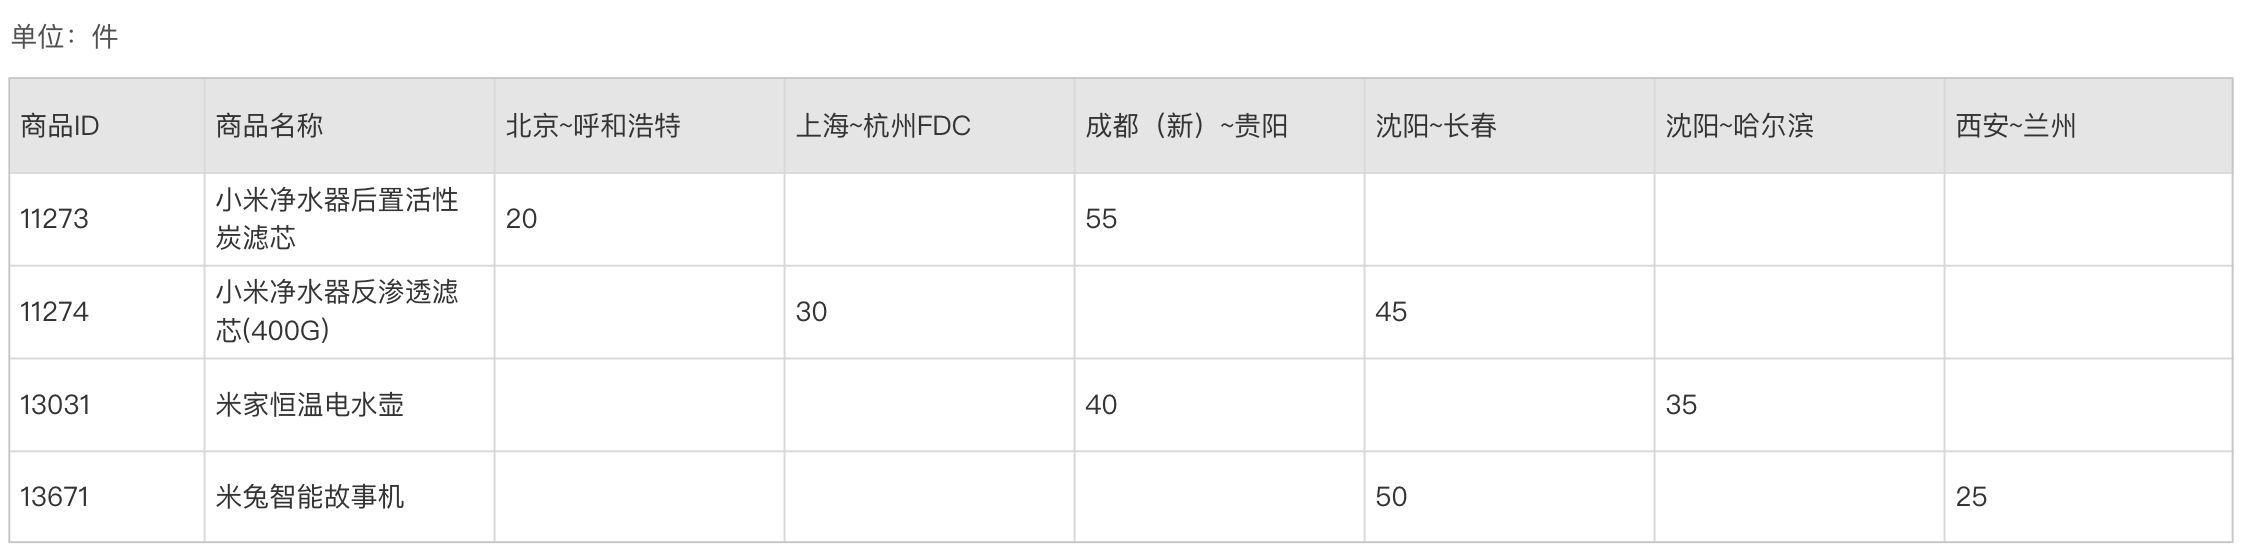 单位：件
商品ID 商品名称 北京~呼和浩特 上海~杭州FDC 成都（新）~贵阳 沈阳~长春 沈阳~哈尔滨 西安~兰州
11273 小米净水器后置活性 20 55
炭滤芯
11274 小米净水器反渗透滤 30 45
芯(400G)
13031 米家恒温电水壶 40 35
13671 米兔智能故事机 50 25